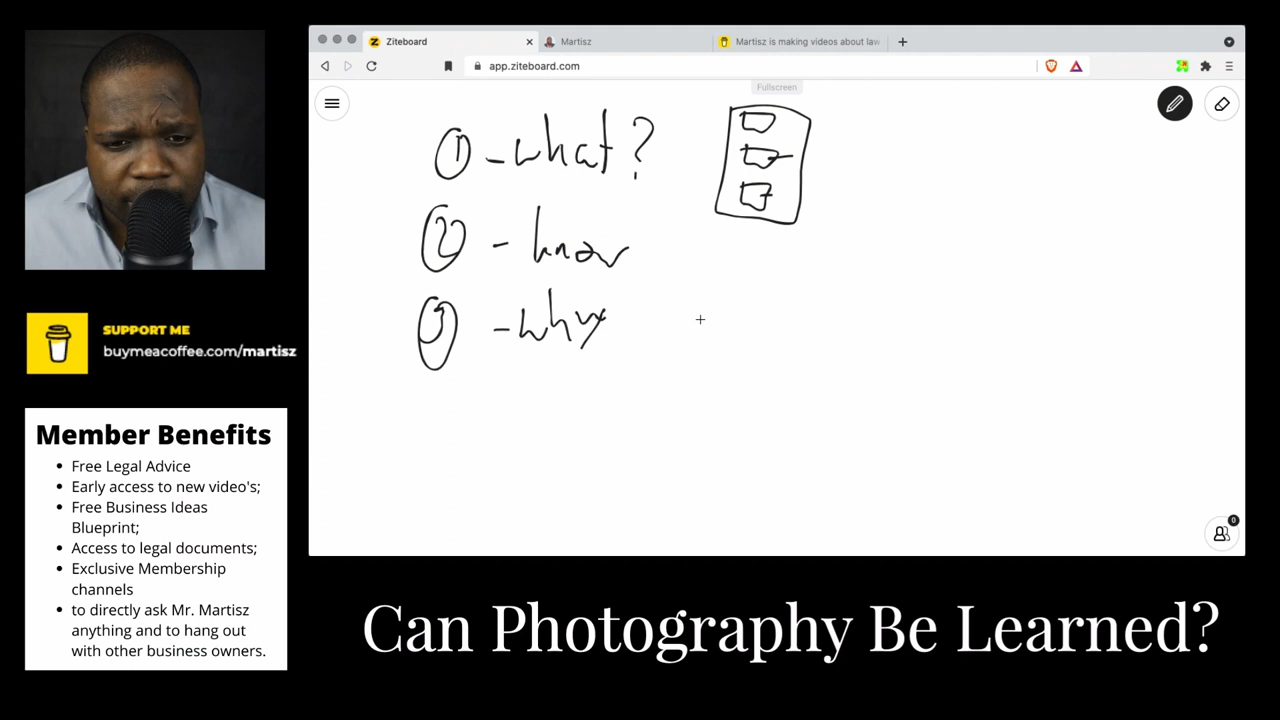 Ziteboard
Martisz
Martisz is making videos about law
app.ziteboard.com
Fullscreen
1 - what?
2 - know
3 - why
0
SUPPORT ME
buymeacoffee.com/martisz
Member Benefits
Free Legal Advice
Early access to new video's;
Free Business Ideas
Blueprint;
Access to legal documents;
Exclusive Membership
channels
to directly ask Mr. Martisz
anything and to hang out
with other business owners.
Can Photography Be Learned?